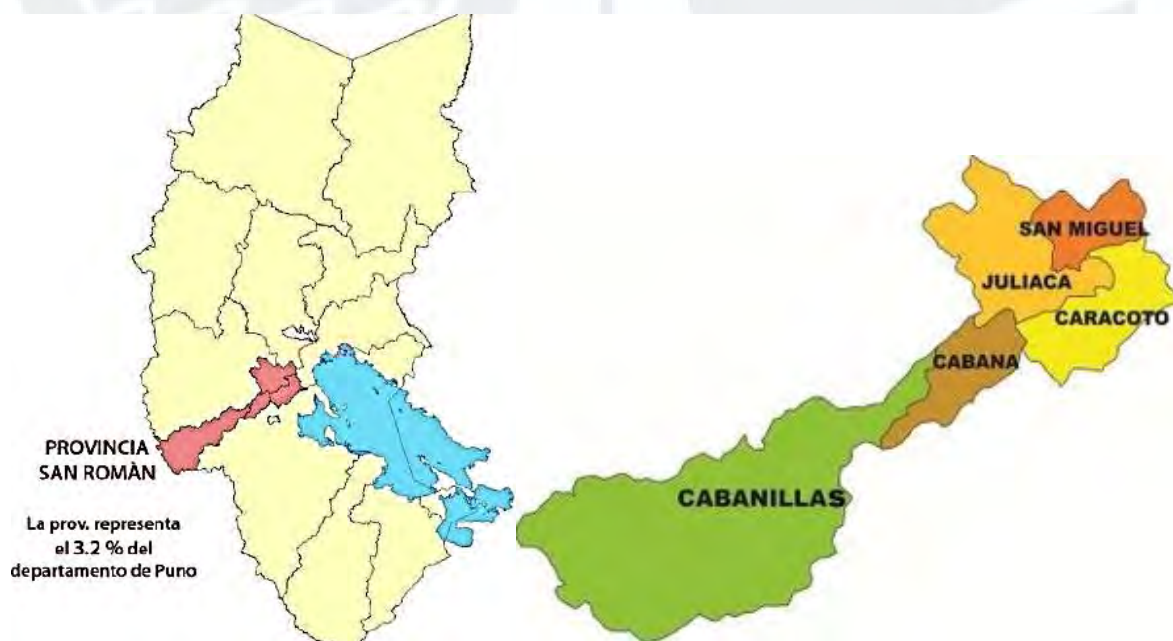 PROVINCIA
SAN ROMÀN
La prov. representa
el 3.2 % del
departamento de Puno
SAN MIGUEL
JULIACA
CARACOTO
CABANA
CABANILLAS